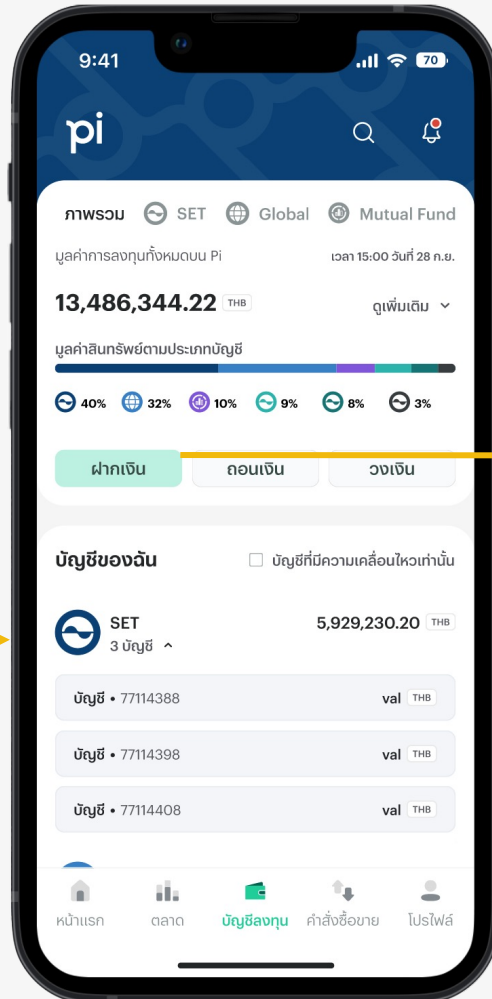 9:41 70
pi
ภาพรวม SET Global Mutual Fund
มูลค่าการลงทุนทั้งหมดบน Pi เวลา 15:00 วันที่ 28 ก.ย.
13,486,344.22 THB ดูเพิ่มเติม
มูลค่าสินทรัพย์ตามประเภทบัญชี
40% 32% 10% 9% 8% 3%
ฝากเงิน ถอนเงิน วงเงิน
บัญชีของฉัน บัญชีที่มีความเคลื่อนไหวเท่านั้น
SET 5,929,230.20 THB
3 บัญชี
บัญชี • 77114388 val THB
บัญชี • 77114398 val THB
บัญชี • 77114408 val THB
หน้าแรก ตลาด บัญชีลงทุน คำสั่งซื้อขาย โปรไฟล์